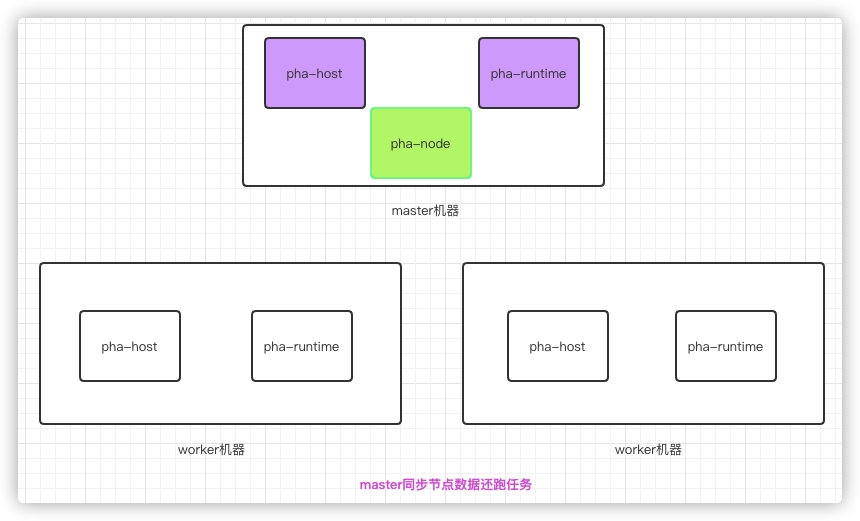 pha-host
pha-runtime
pha-node
master机器
pha-host
pha-runtime
pha-host
pha-runtime
worker机器
worker机器
master同步节点数据还跑任务